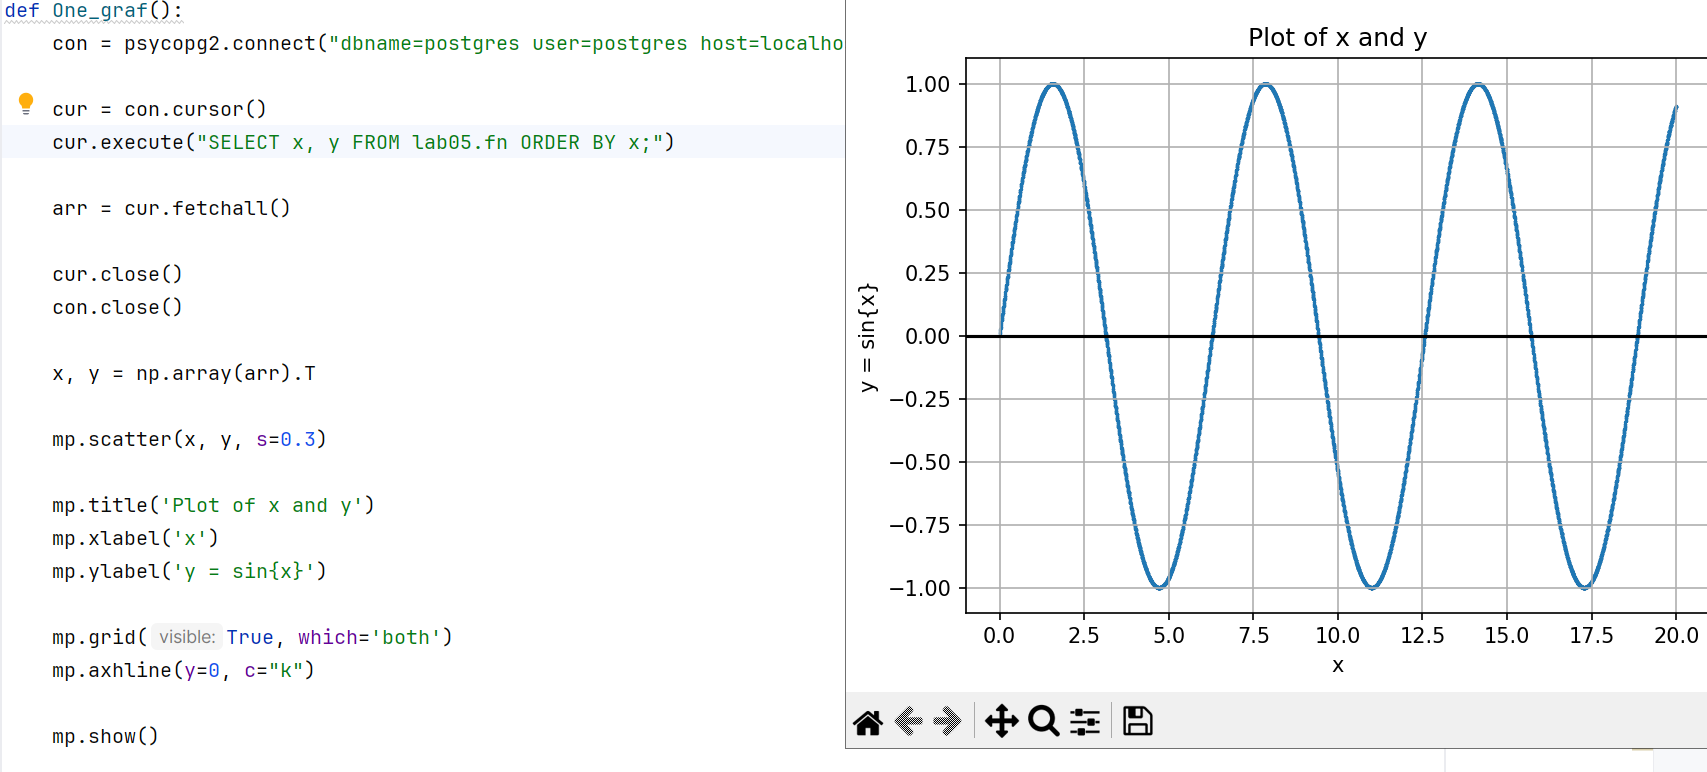 def One_graf():
con = psycopg2.connect("dbname=postgres user=postgres host=localho
cur = con.cursor()
cur.execute("SELECT x, y FROM lab05.fn ORDER BY x;")
arr = cur.fetchall()
cur.close()
con.close()
x, y = np.array(arr).T
mp.scatter(x, y, s=0.3)
mp.title('Plot of x and y')
mp.xlabel('x')
mp.ylabel('y = sin{x}')
mp.grid( visible: True, which='both')
mp.axhline(y=0, c="k")
mp.show()
Plot of x and y
1.00
0.75
0.50
0.25
0.00
−0.25
−0.50
−0.75
−1.00
y = sin{x}
0.0 2.5 5.0 7.5 10.0 12.5 15.0 17.5 20.0
x